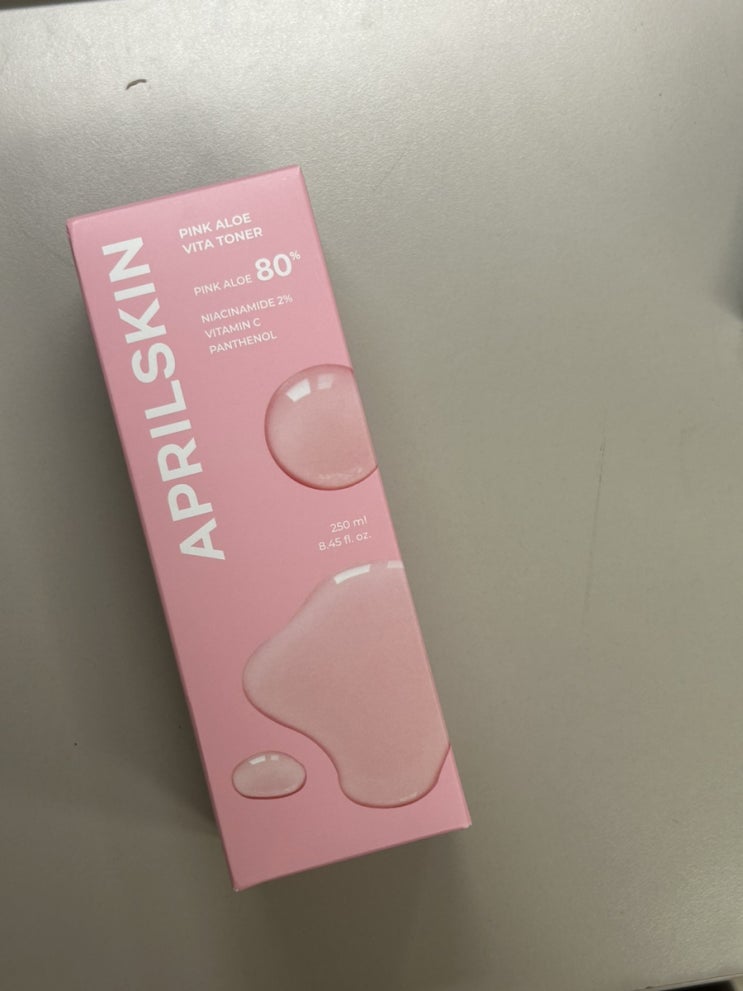 APRILSKIN
PINK ALOE
VITA TONER
PINK ALOE 80%
NIACINAMIDE 2%
VITAMIN C
PANTHENOL
250 ml
8.45 fl. oz.